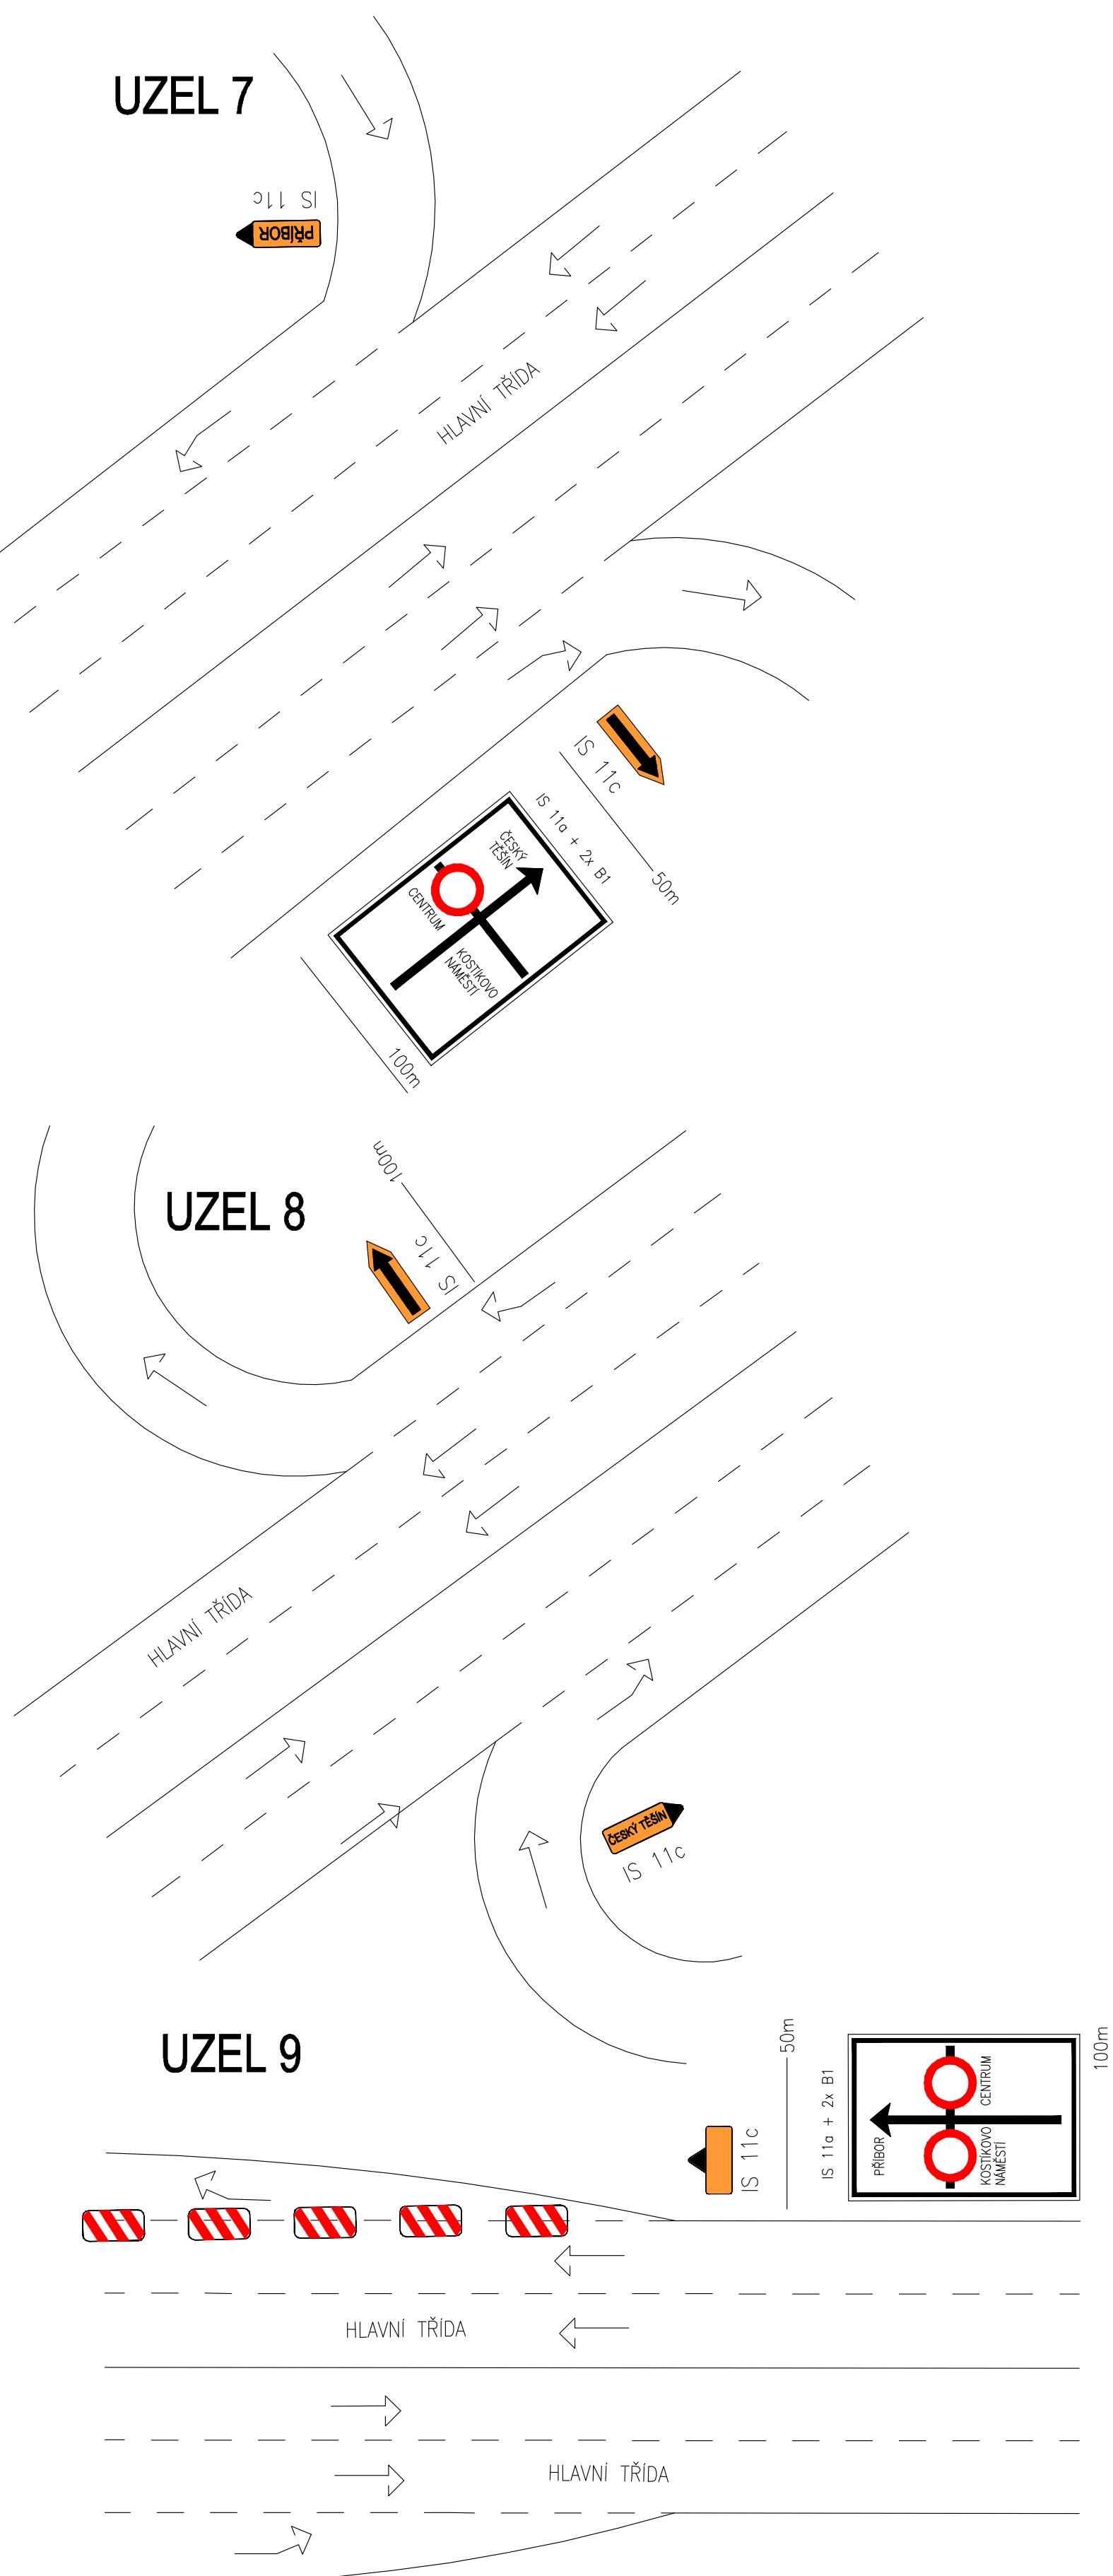 UZEL 7
IS 11c
PŘÍBOR
HLAVNÍ TŘÍDA
IS 11c
50m
IS 11a + 2x B1
ČESKÝ
TĚŠÍN
CENTRUM
KOSTÍKOVO
NÁMĚSTÍ
100m
UZEL 8
100m
IS 11c
HLAVNÍ TŘÍDA
ČESKÝ TĚŠÍN
IS 11c
UZEL 9
50m
IS 11c
IS 11a + 2x B1
PŘÍBOR
CENTRUM
KOSTÍKOVO
NÁMĚSTÍ
100m
HLAVNÍ TŘÍDA
HLAVNÍ TŘÍDA